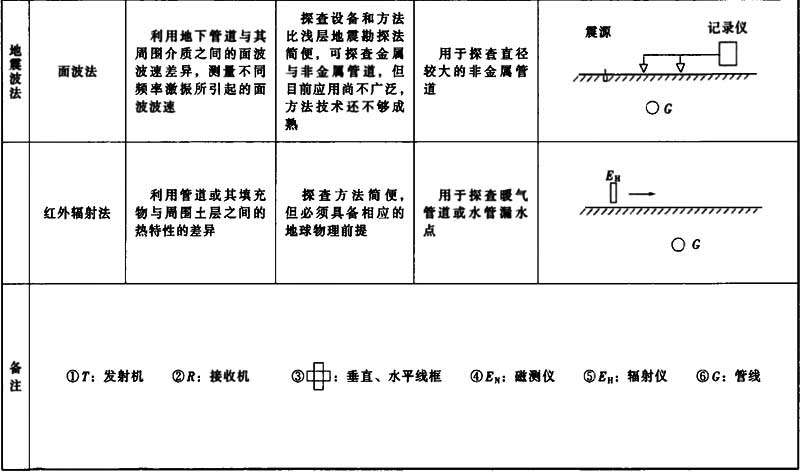 地震波法
面波法
利用地下管道与其
周围介质之间的面波
波速差异，测量不同
频率激振所引起的面
波波速
探查设备和方法
比浅层地震勘探法
简便，可探查金属
与非金属管道，但
目前应用尚不广泛，
方法技术还不够成
熟
用于探查直径
较大的非金属管
道
震源
记录仪
G
红外辐射法
利用管道或其填充
物与周围土层之间的
热特性的差异
探查方法简便，
但必须具备相应的
地球物理前提
用于探查暖气
管道或水管漏水
点
EH
G
备注
①T：发射机 ②R：接收机 ③：垂直、水平线框 ④EN：磁测仪 ⑤EH：辐射仪 ⑥G：管线